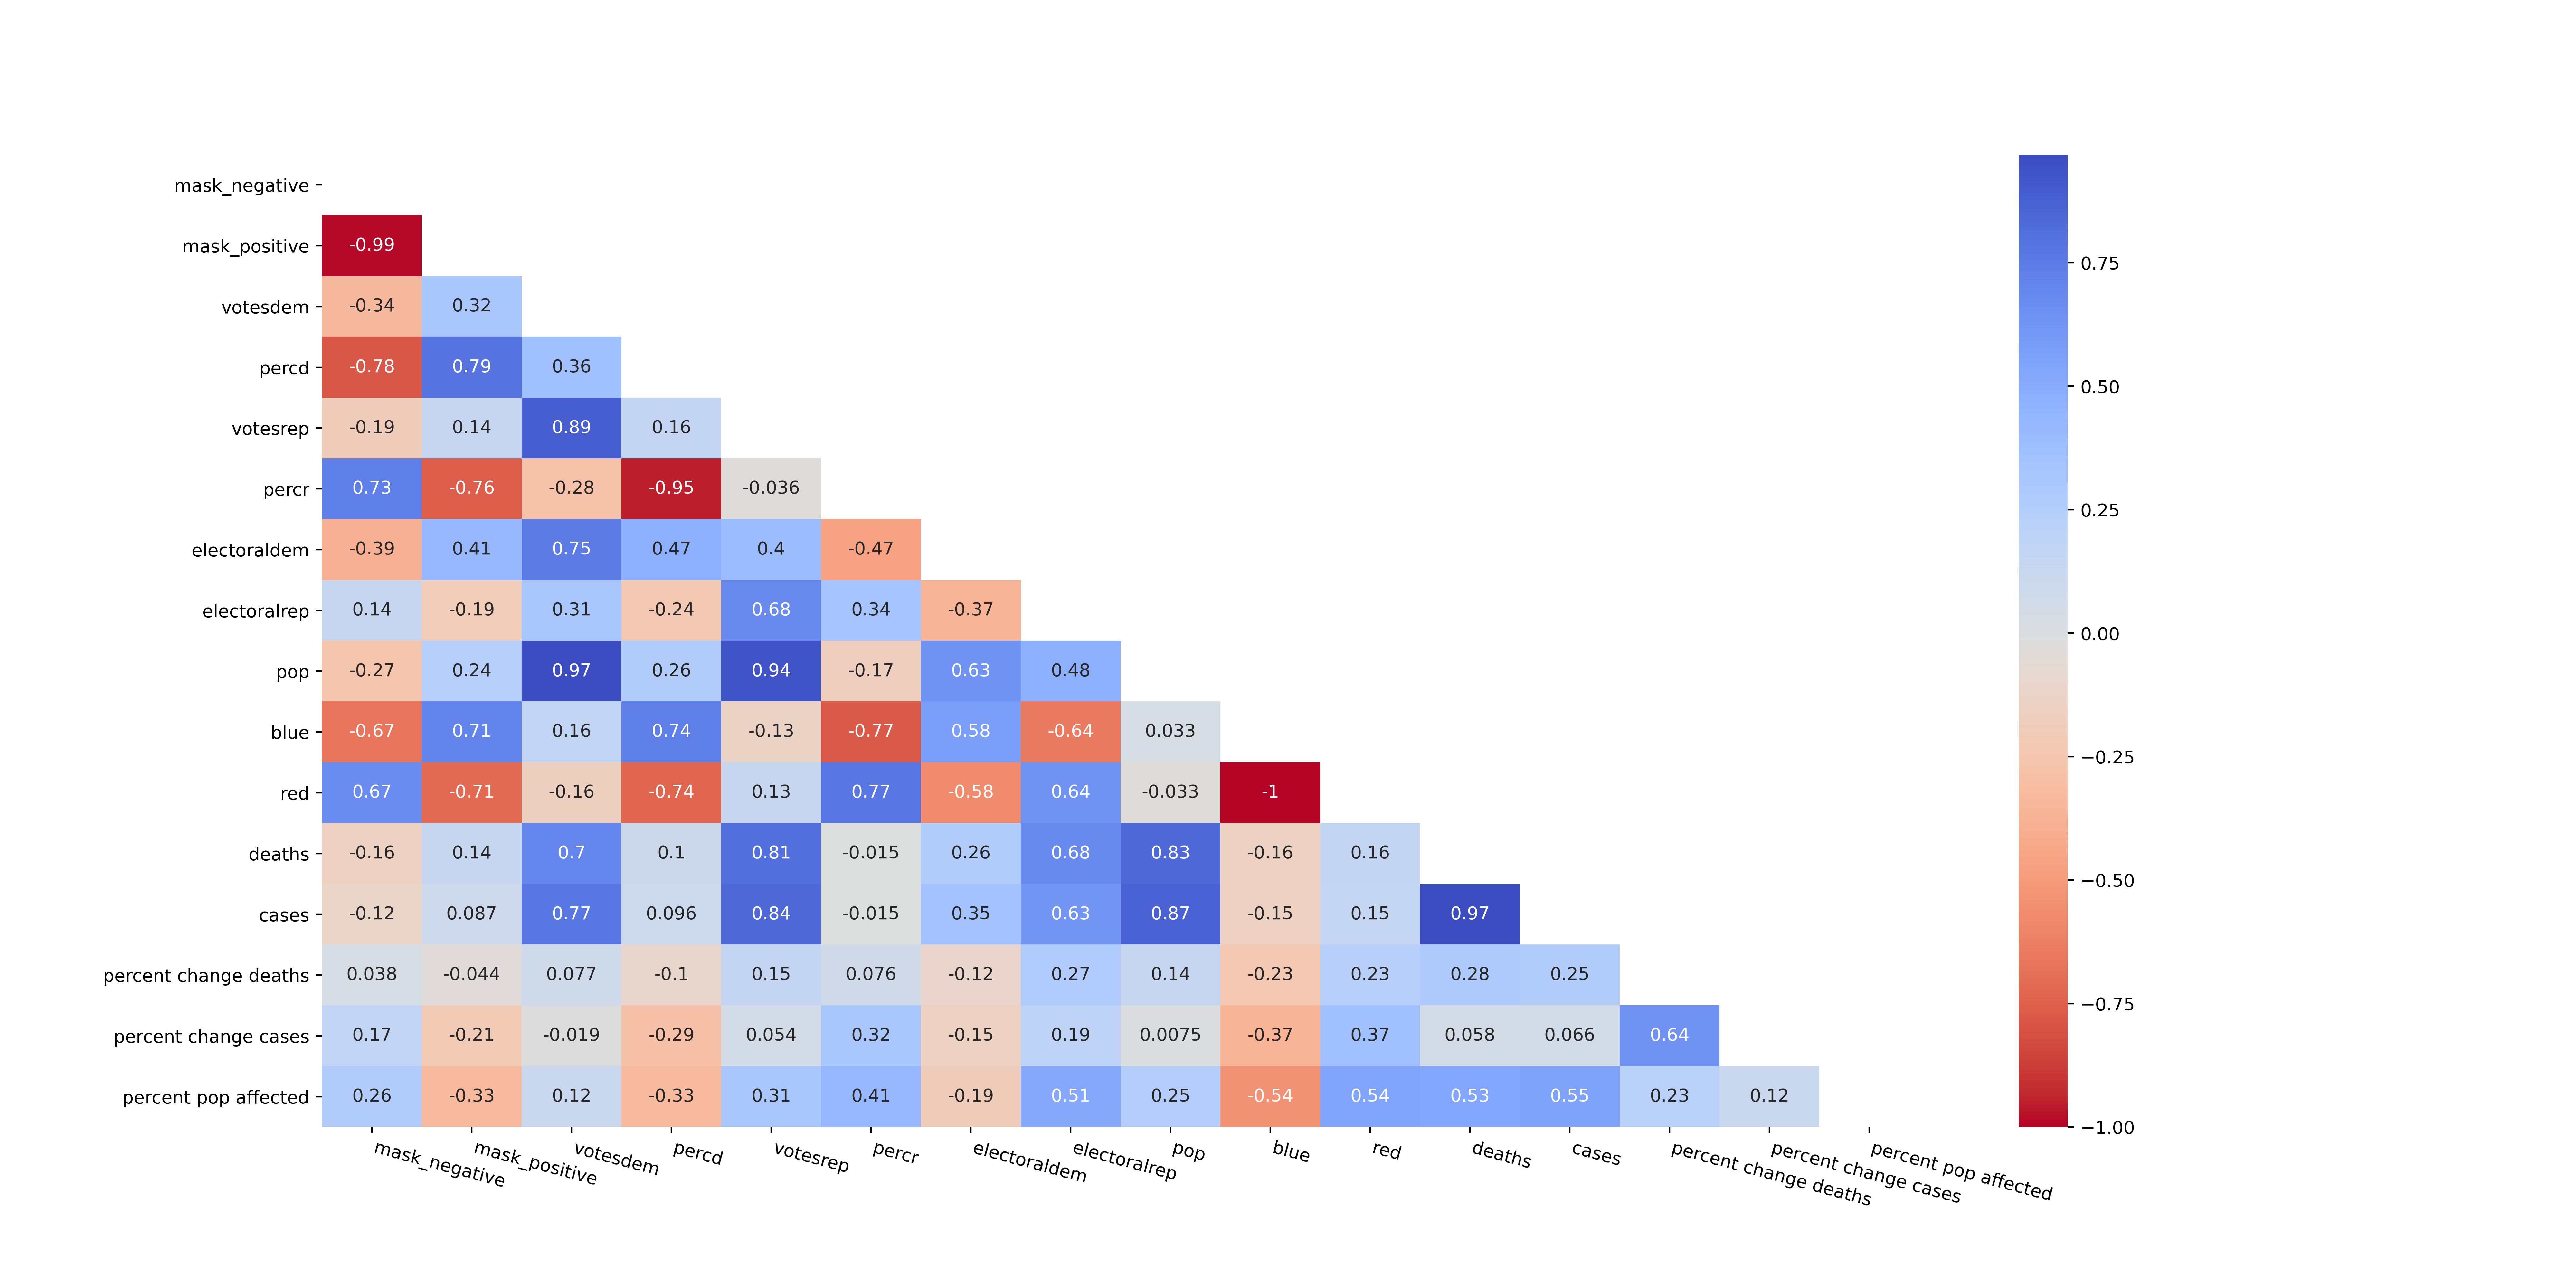 mask_negative
mask_positive -0.99
votesdem -0.34 0.32
percd -0.78 0.79 0.36
votesrep -0.19 0.14 0.89 0.16
percr 0.73 -0.76 -0.28 -0.95 -0.036
electoraldem -0.39 0.41 0.75 0.47 0.4 -0.47
electoralrep 0.14 -0.19 0.31 -0.24 0.68 0.34 -0.37
pop -0.27 0.24 0.97 0.26 0.94 -0.17 0.63 0.48
blue -0.67 0.71 0.16 0.74 -0.13 -0.77 0.58 -0.64 0.033
red 0.67 -0.71 -0.16 -0.74 0.13 0.77 -0.58 0.64 -0.033 -1
deaths -0.16 0.14 0.7 0.1 0.81 -0.015 0.26 0.68 0.83 -0.16 0.16
cases -0.12 0.087 0.77 0.096 0.84 -0.015 0.35 0.63 0.87 -0.15 0.15 0.97
percent change deaths 0.038 -0.044 0.077 -0.1 0.15 0.076 -0.12 0.27 0.14 -0.23 0.23 0.28 0.25
percent change cases 0.17 -0.21 -0.019 -0.29 0.054 0.32 -0.15 0.19 0.0075 -0.37 0.37 0.058 0.066 0.64
percent pop affected 0.26 -0.33 0.12 -0.33 0.31 0.41 -0.19 0.51 0.25 -0.54 0.54 0.53 0.55 0.23 0.12
mask_negative
mask_positive
votesdem
percd
votesrep
percr
electoraldem
electoralrep
pop
blue
red
deaths
cases
percent change deaths
percent change cases
percent pop affected
0.75
0.50
0.25
0.00
−0.25
−0.50
−0.75
−1.00